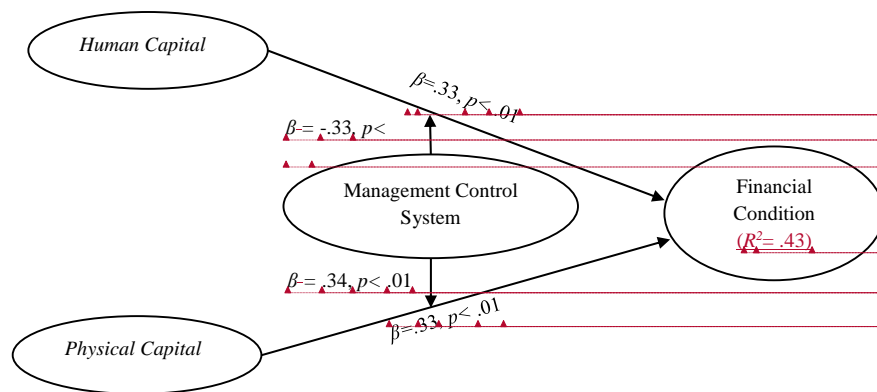 Human Capital
β=.33, p< .01
β = -.33, p<
Management Control
System
Financial
Condition
(R²= .43)
β = .34, p< .01
β=.33, p< .01
Physical Capital